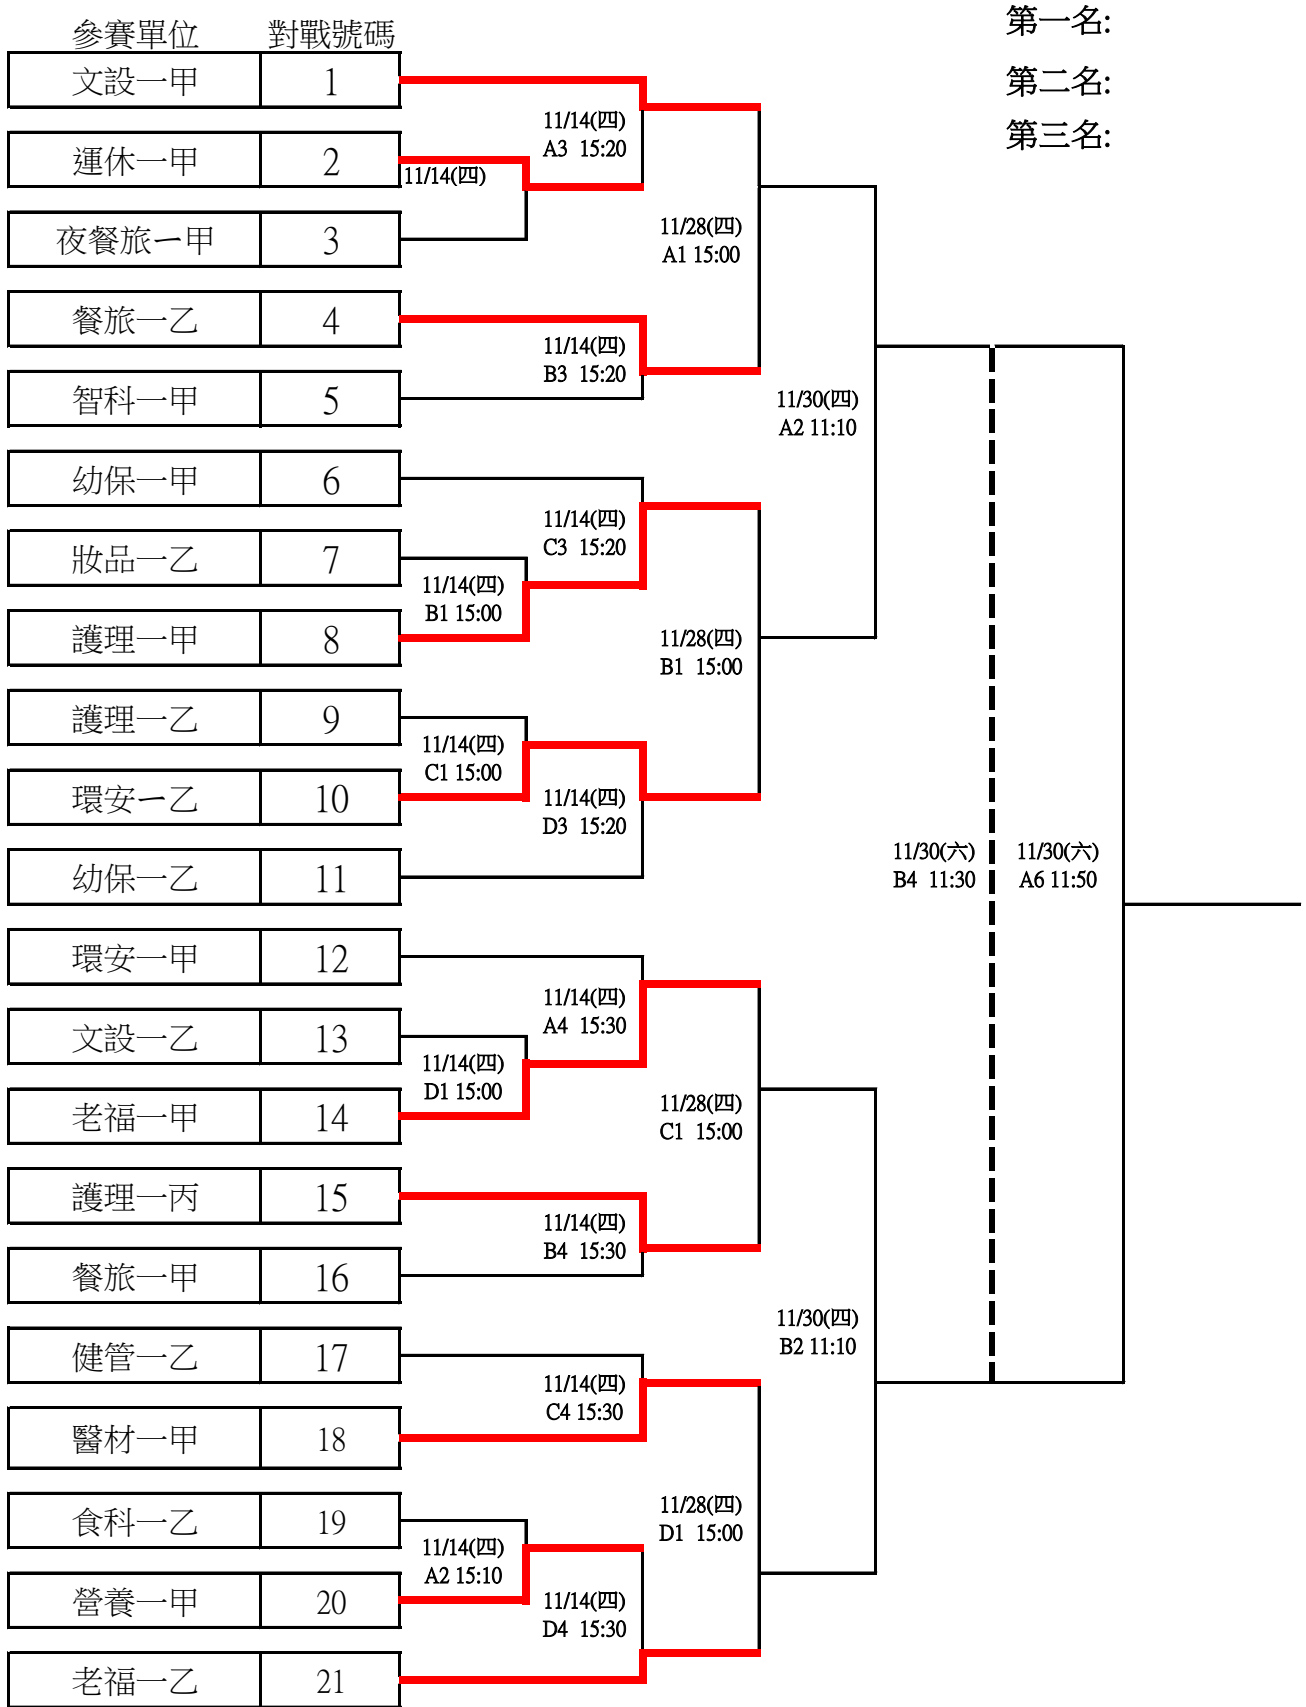 參賽單位 對戰號碼
第一名:
第二名:
第三名:
文設一甲 1
11/14(四)
A3 15:20
運休一甲 2
11/14(四)
夜餐旅一甲 3
11/28(四)
A1 15:00
餐旅一乙 4
11/14(四)
B3 15:20
智科一甲 5
11/30(四)
A2 11:10
幼保一甲 6
11/14(四)
C3 15:20
妝品一乙 7
11/14(四)
B1 15:00
護理一甲 8
11/28(四)
B1 15:00
護理一乙 9
11/14(四)
C1 15:00
環安一乙 10
11/14(四)
D3 15:20
幼保一乙 11
11/30(六)
B4 11:30
11/30(六)
A6 11:50
環安一甲 12
11/14(四)
A4 15:30
文設一乙 13
11/14(四)
D1 15:00
老福一甲 14
11/28(四)
C1 15:00
護理一丙 15
11/14(四)
B4 15:30
餐旅一甲 16
11/30(四)
B2 11:10
健管一乙 17
11/14(四)
C4 15:30
醫材一甲 18
11/28(四)
D1 15:00
食科一乙 19
11/14(四)
A2 15:10
營養一甲 20
11/14(四)
D4 15:30
老福一乙 21